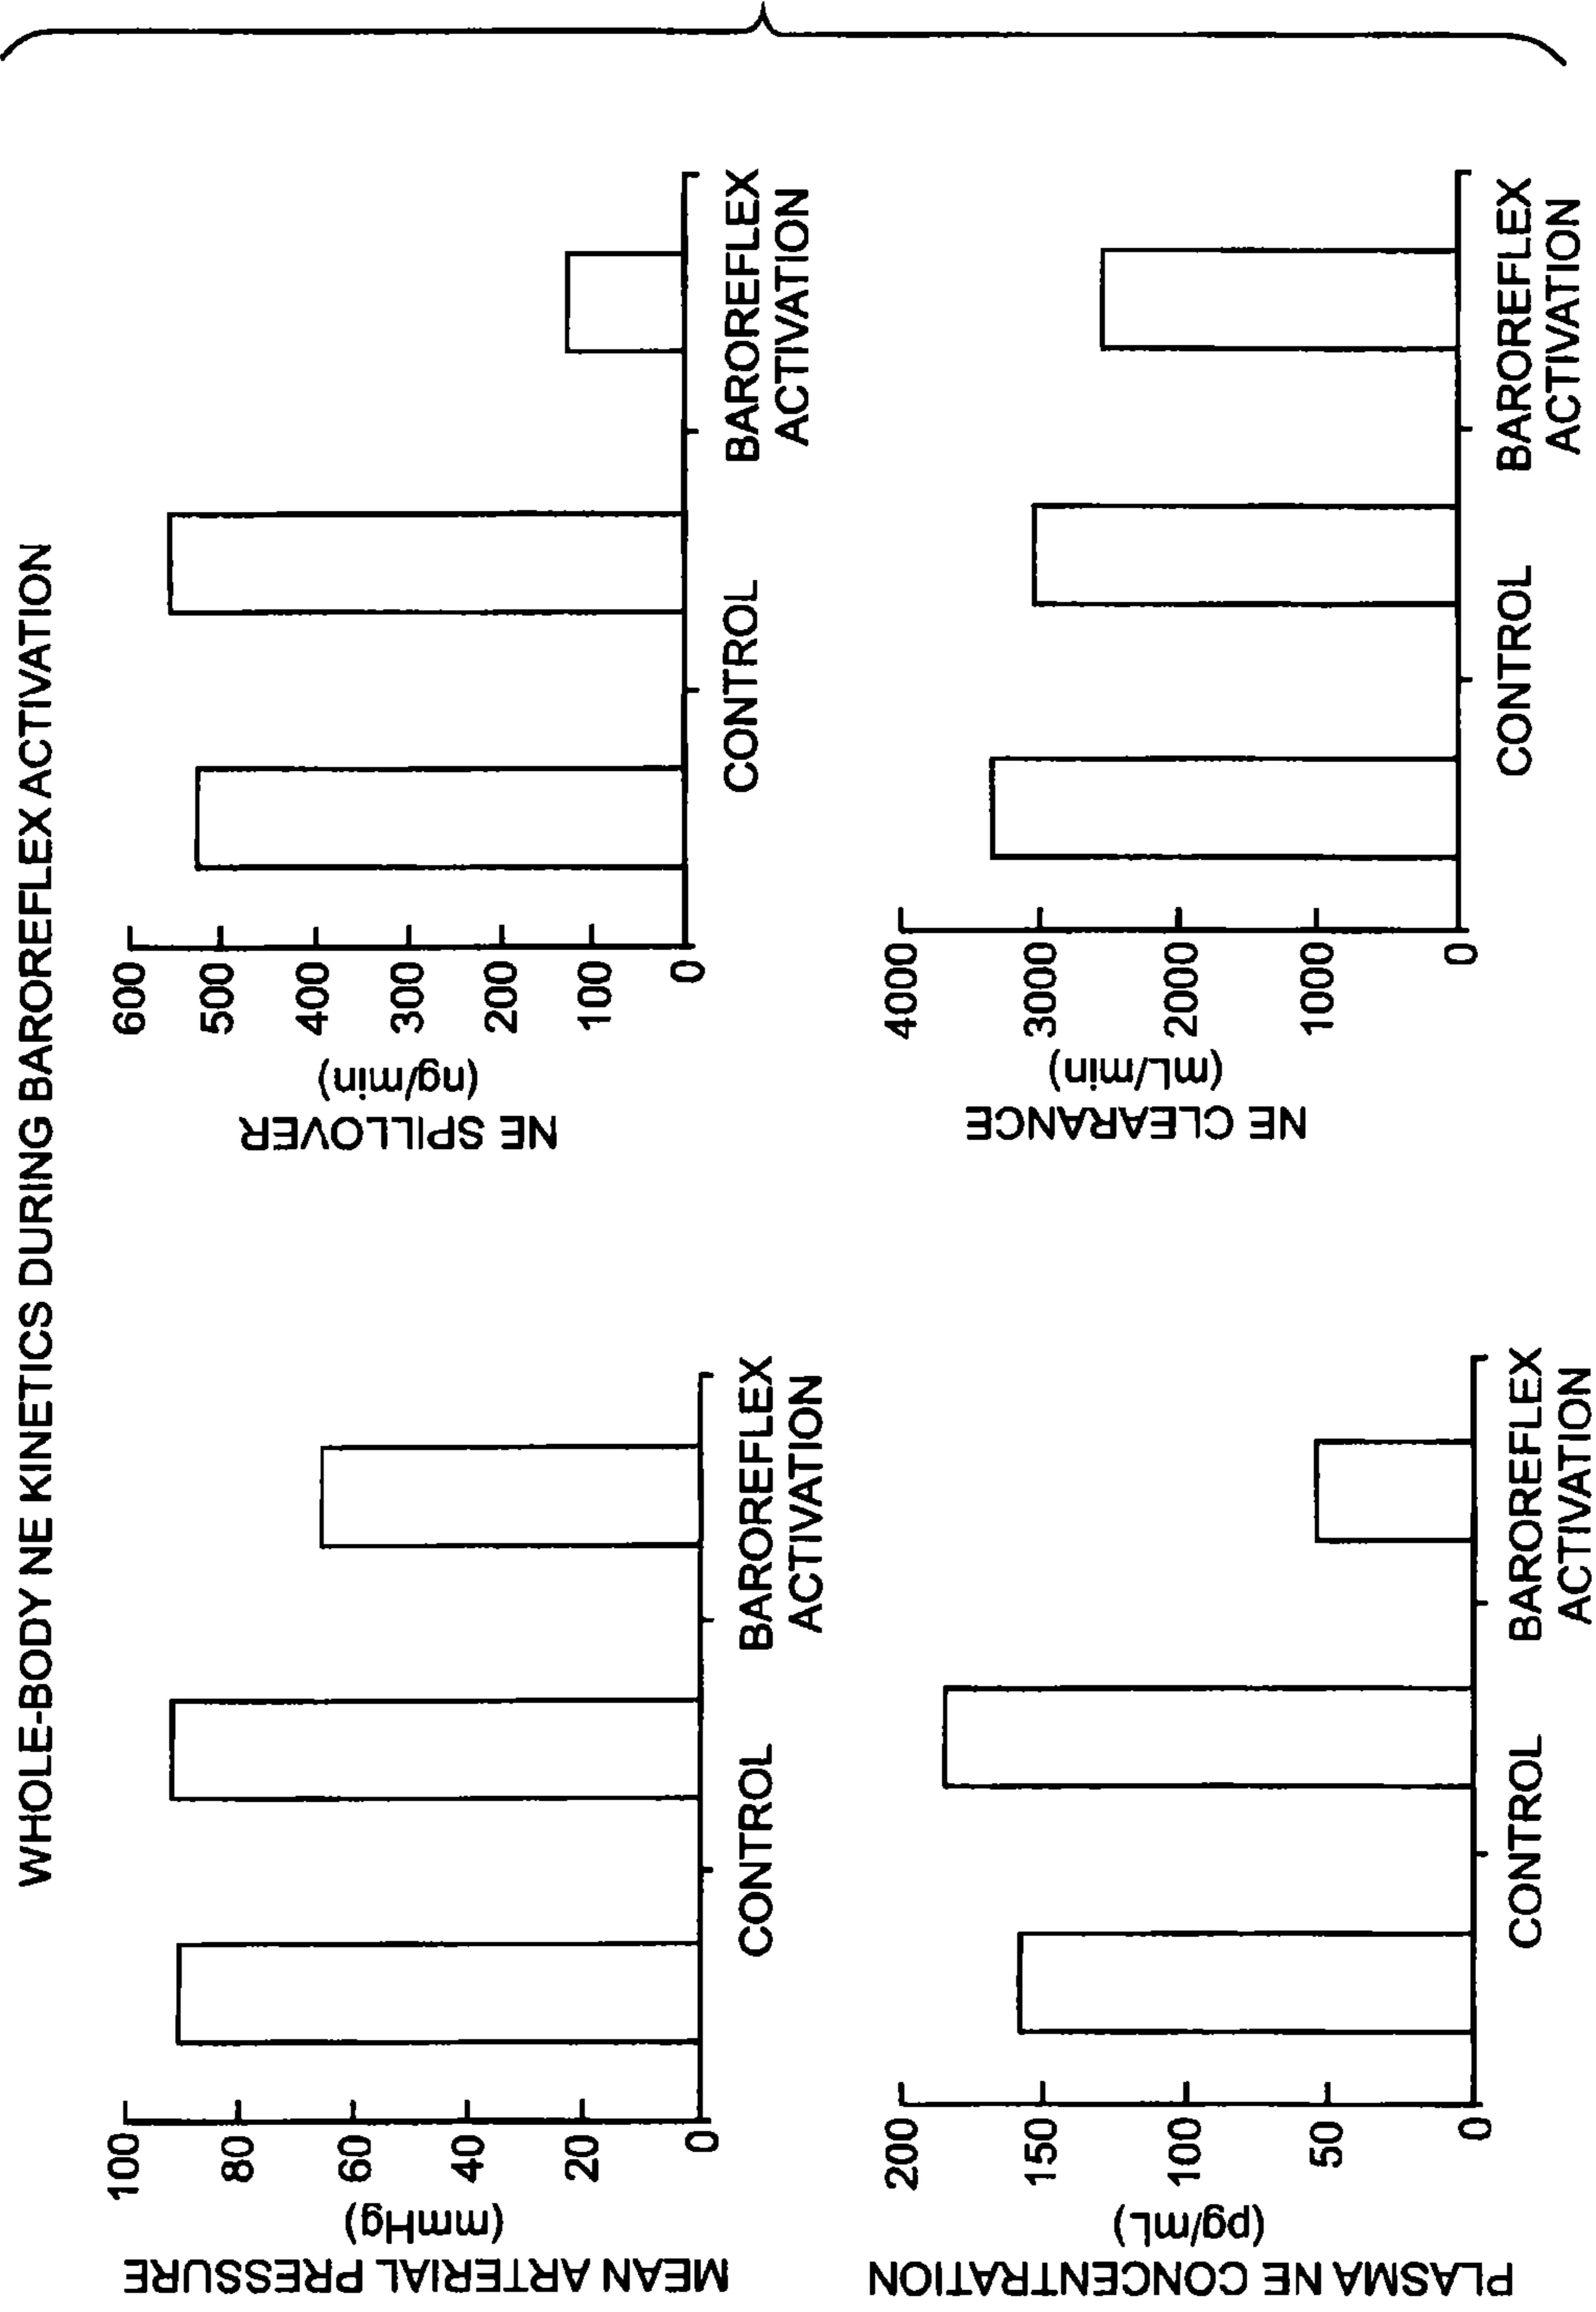 WHOLE-BODY NE KINETICS DURING BAROREFLEX ACTIVATION
MEAN ARTERIAL PRESSURE
(mmHg)
100
80
60
40
20
0
CONTROL
BAROREFLEX
ACTIVATION
NE SPILLOVER
(ng/min)
600
500
400
300
200
1000
0
CONTROL
BAROREFLEX
ACTIVATION
PLASMA NE CONCENTRATION
(pg/mL)
200
150
100
50
0
CONTROL
BAROREFLEX
ACTIVATION
NE CLEARANCE
(mL/min)
4000
3000
2000
1000
0
CONTROL
BAROREFLEX
ACTIVATION